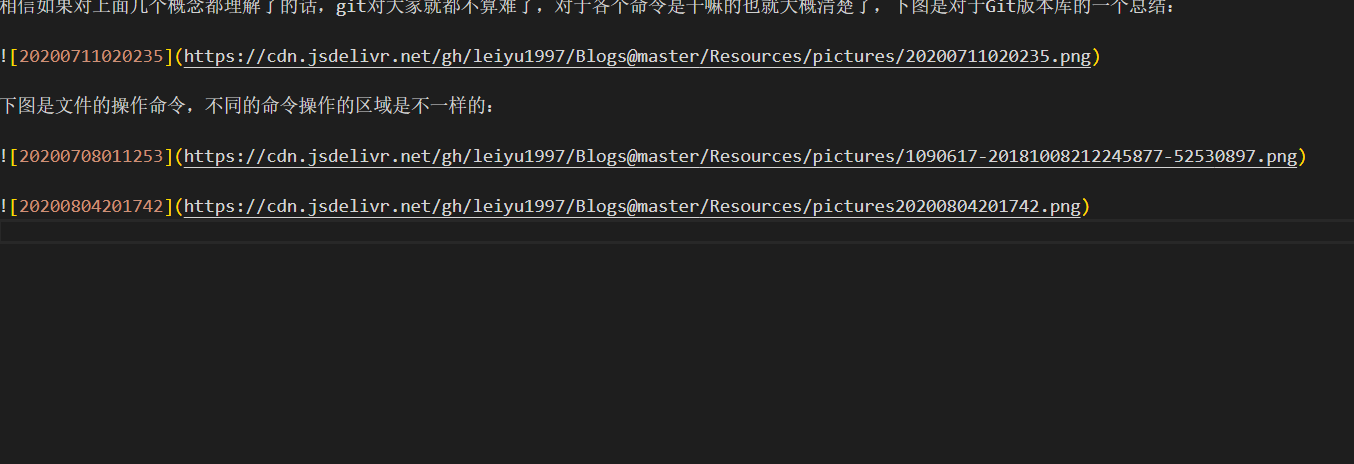 相信如果对上面几个概念都理解了的话，git对大家就都不算难了，对于各个命令是干嘛的也就大概清楚了，下图是对于Git版本库的一个总结：
![20200711020235](https://cdn.jsdelivr.net/gh/leiyu1997/Blogs@master/Resources/pictures/20200711020235.png)
下图是文件的操作命令，不同的命令操作的区域是不一样的：
![20200708011253](https://cdn.jsdelivr.net/gh/leiyu1997/Blogs@master/Resources/pictures/1090617-20181008212245877-52530897.png)
![20200804201742](https://cdn.jsdelivr.net/gh/leiyu1997/Blogs@master/Resources/pictures20200804201742.png)